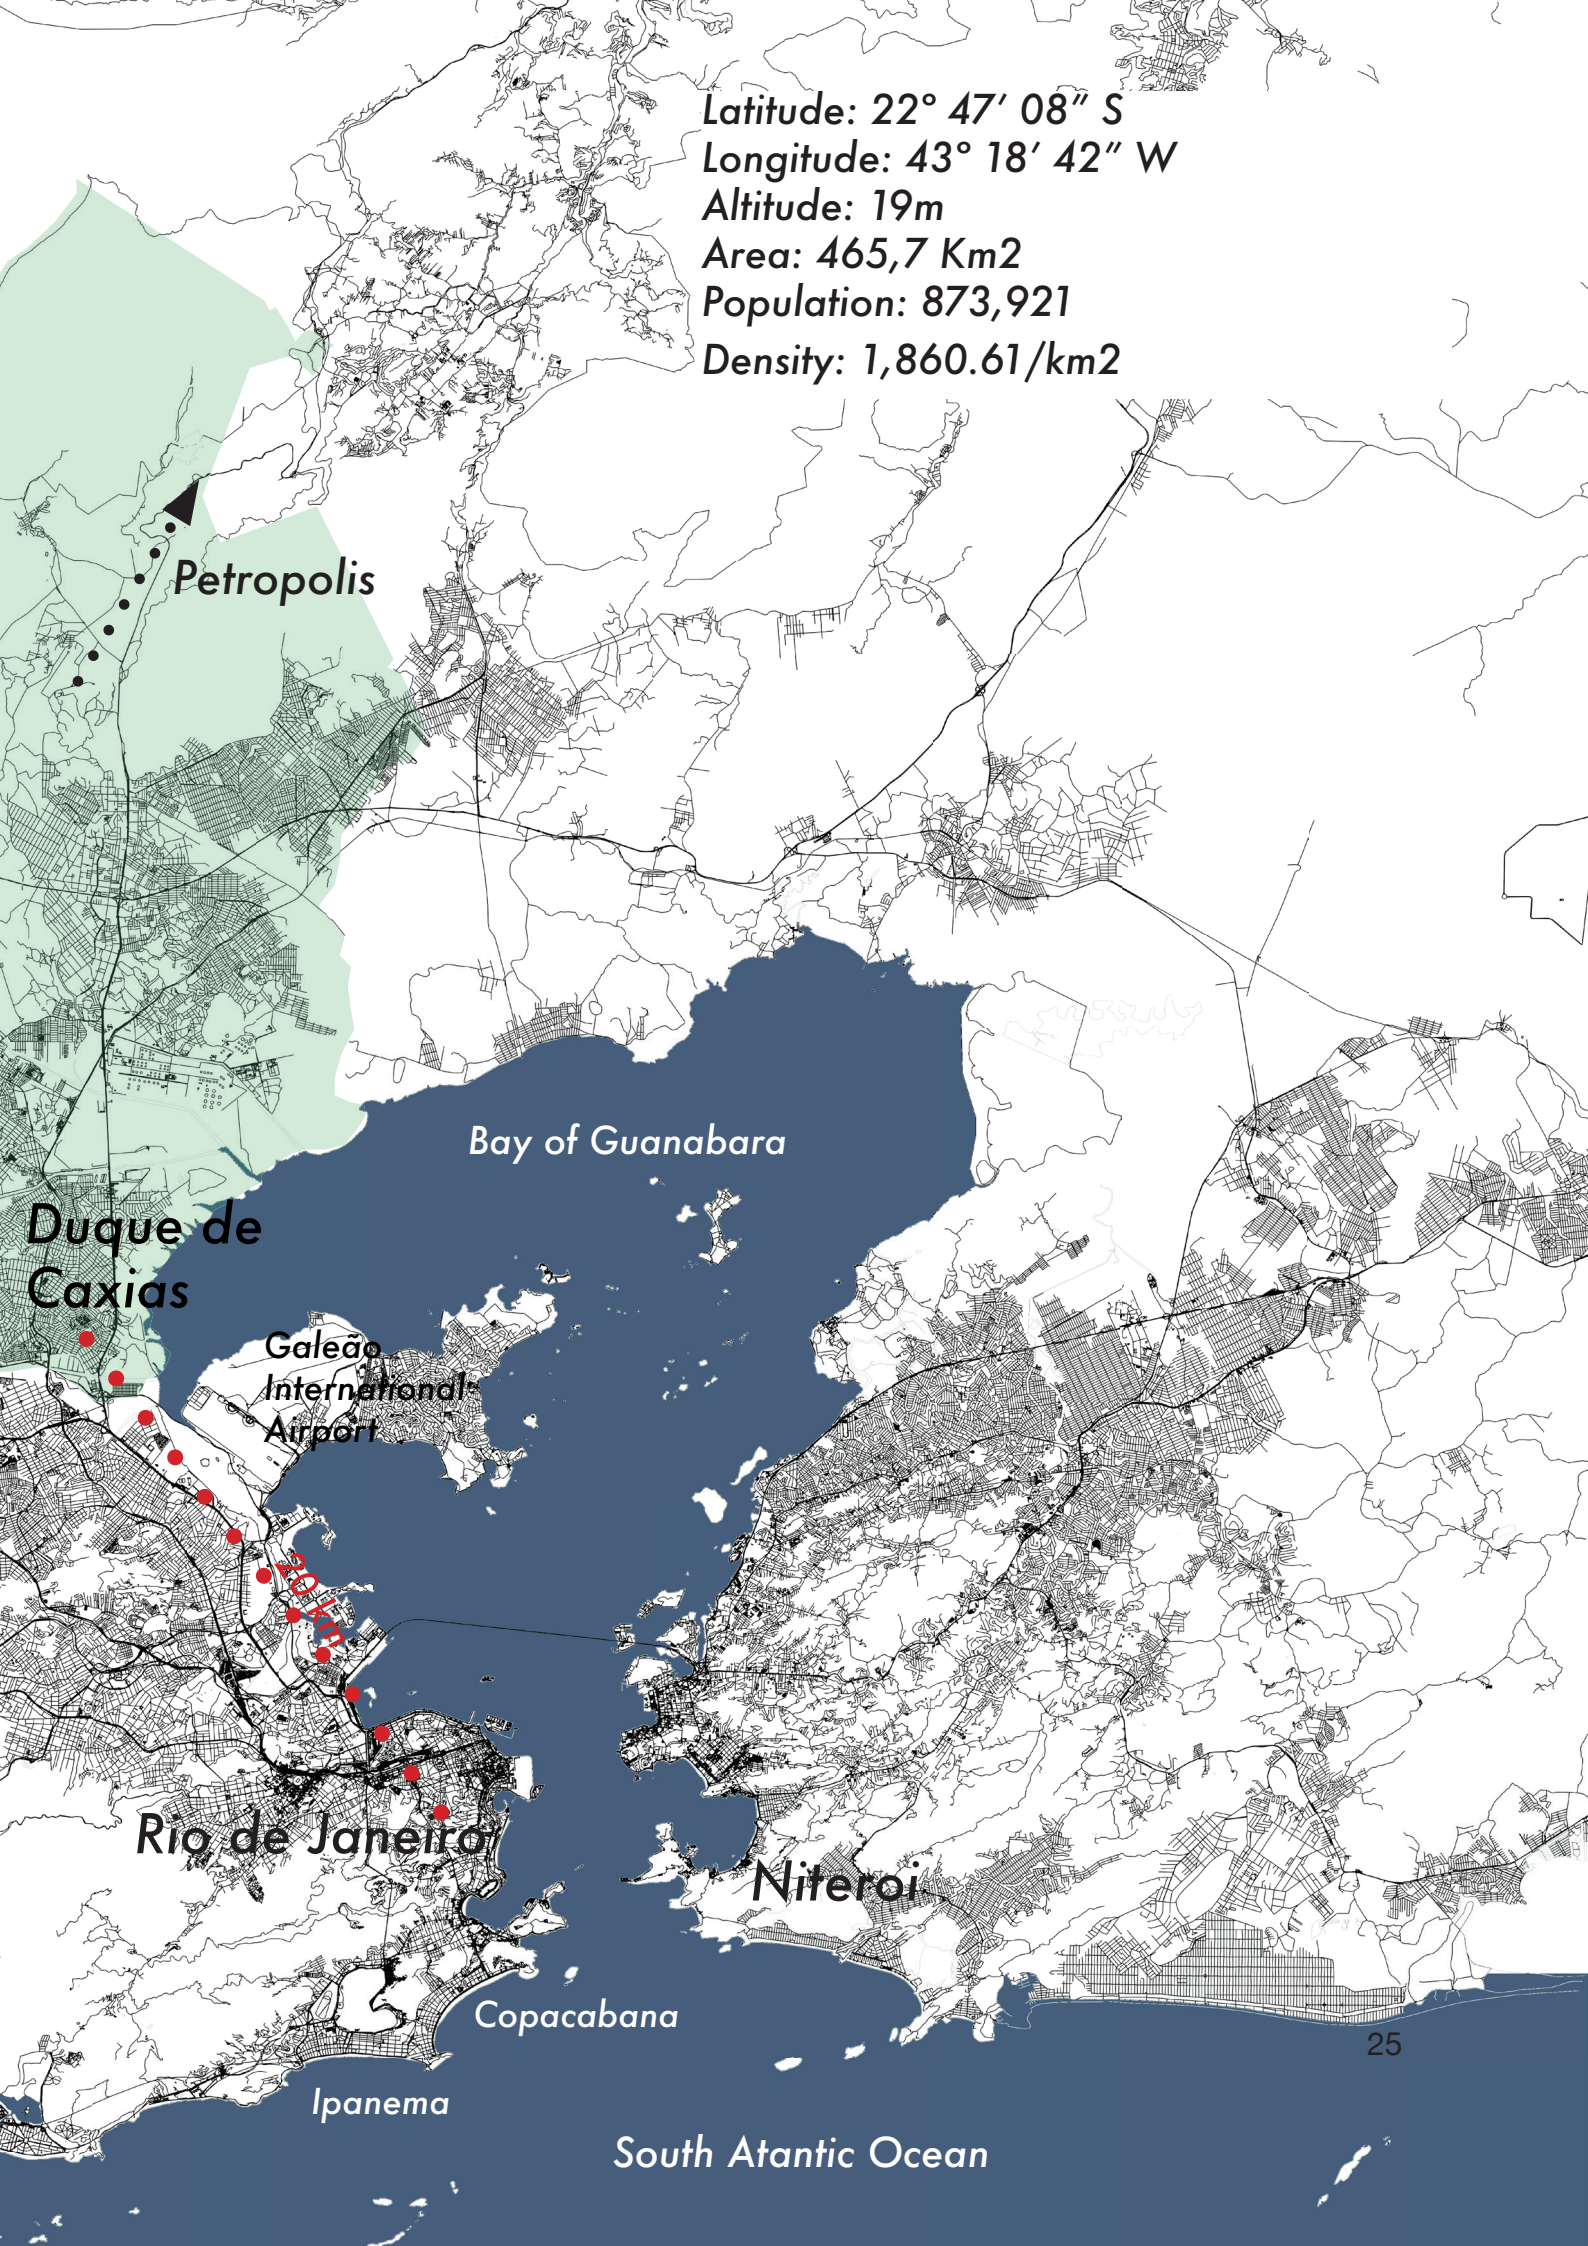 Latitude: 22° 47’ 08” S
Longitude: 43° 18’ 42” W
Altitude: 19m
Area: 465,7 Km2
Population: 873,921
Density: 1,860.61/km2
Petropolis
Bay of Guanabara
Duque de
Caxias
Galeão
International
Airport
20 km
Rio de Janeiro
Niteroi
Copacabana
25
Ipanema
South Atantic Ocean